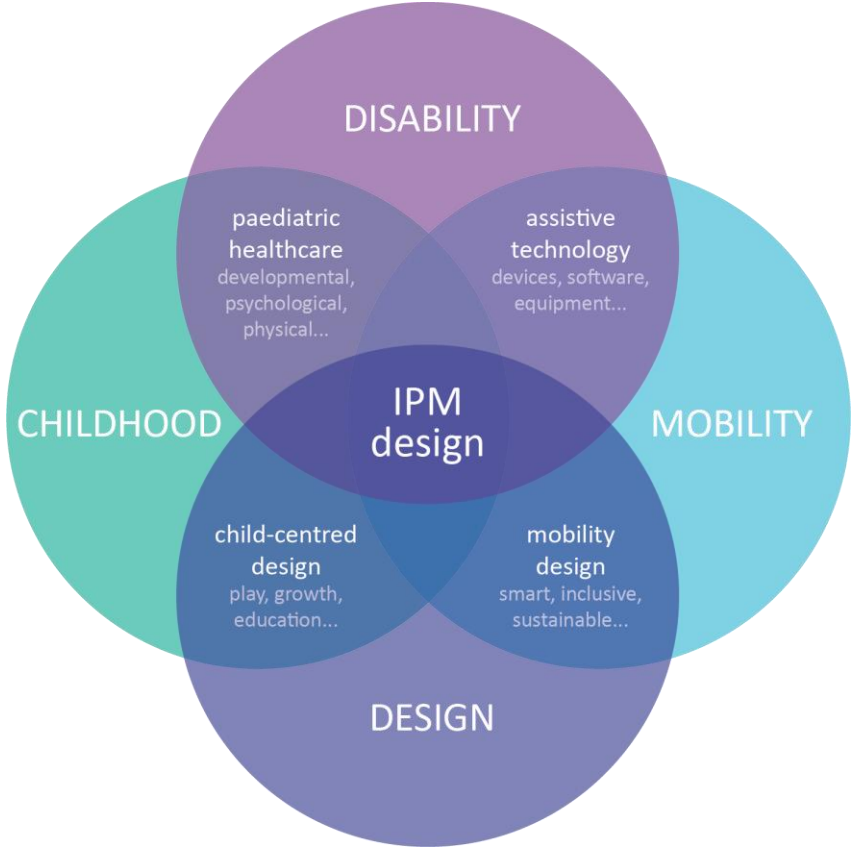 DISABILITY
paediatric
healthcare
developmental,
psychological,
physical...
assistive
technology
devices, software,
equipment...
CHILDHOOD
IPM
design
MOBILITY
child-centred
design
play, growth,
education...
mobility
design
smart, inclusive,
sustainable...
DESIGN